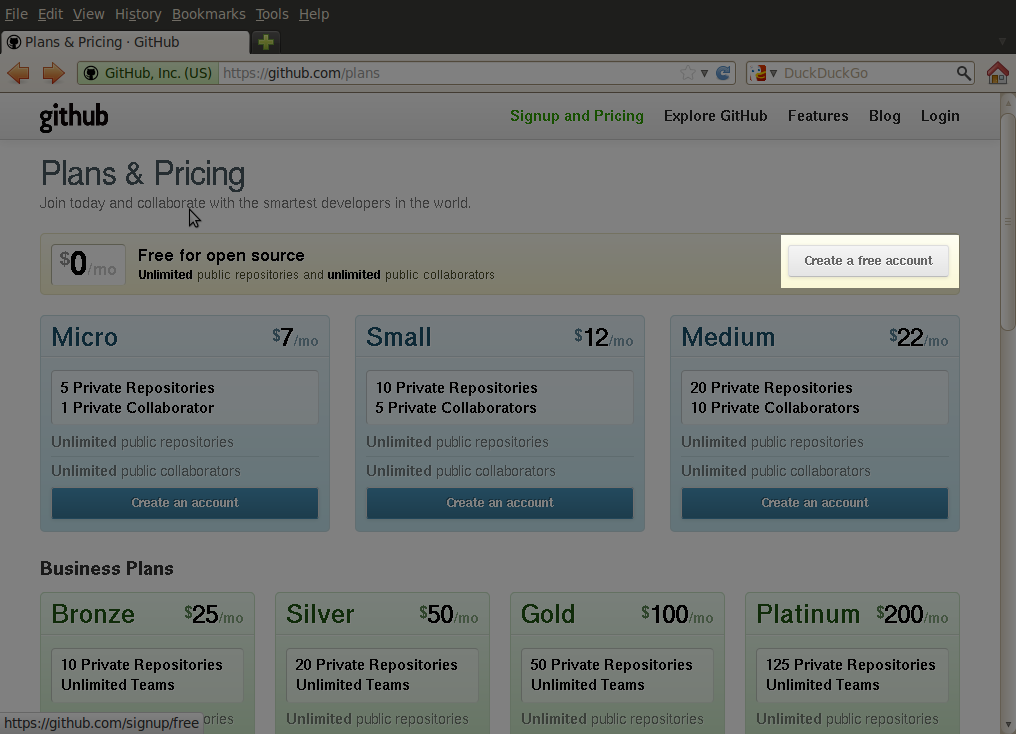 File Edit View History Bookmarks Tools Help
Plans & Pricing · GitHub
GitHub, Inc. (US) https://github.com/plans DuckDuckGo
github Signup and Pricing Explore GitHub Features Blog Login
Plans & Pricing
Join today and collaborate with the smartest developers in the world.
$0/mo
Free for open source
Unlimited public repositories and unlimited public collaborators
Create a free account
Micro $7/mo
5 Private Repositories
1 Private Collaborator
Unlimited public repositories
Unlimited public collaborators
Create an account
Small $12/mo
10 Private Repositories
5 Private Collaborators
Unlimited public repositories
Unlimited public collaborators
Create an account
Medium $22/mo
20 Private Repositories
10 Private Collaborators
Unlimited public repositories
Unlimited public collaborators
Create an account
Business Plans
Bronze $25/mo
10 Private Repositories
Unlimited Teams
Silver $50/mo
20 Private Repositories
Unlimited Teams
Unlimited public repositories
Gold $100/mo
50 Private Repositories
Unlimited Teams
Unlimited public repositories
Platinum $200/mo
125 Private Repositories
Unlimited Teams
Unlimited public repositories
https://github.com/signup/free